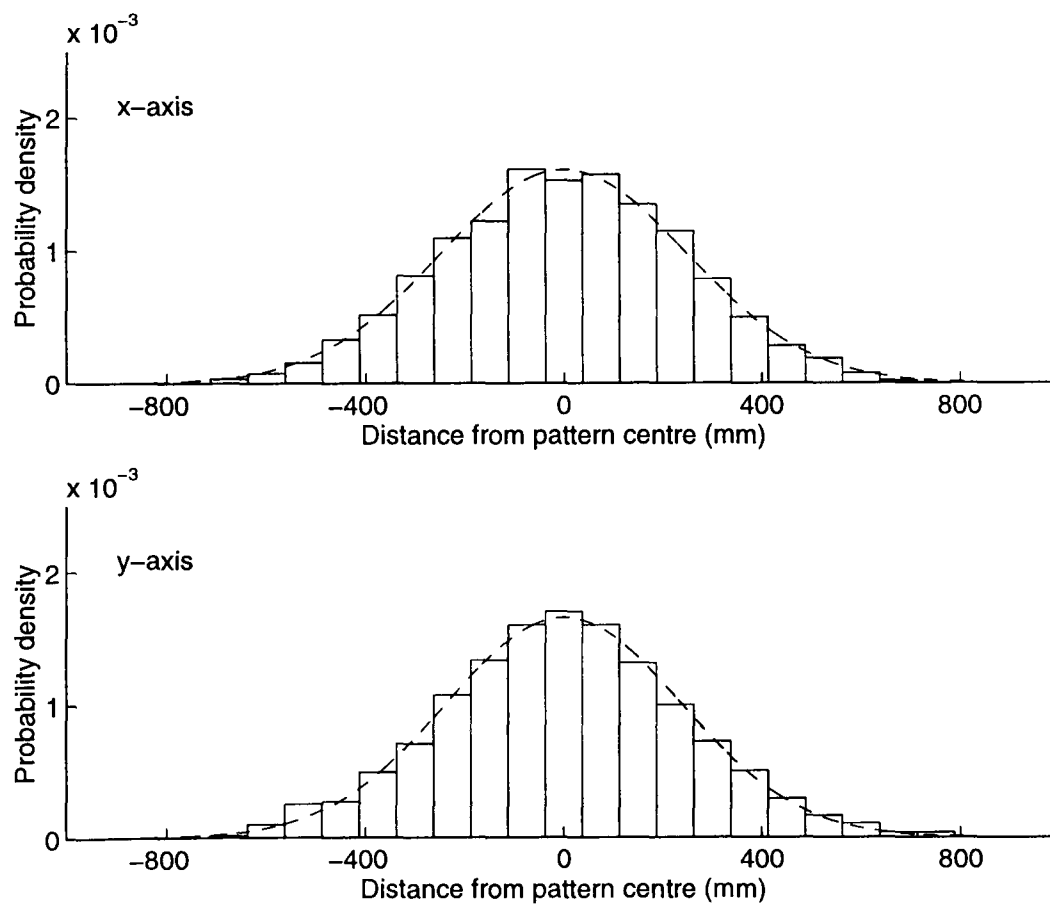 x 10⁻³
x–axis
Probability density
2
1
0
−800 −400 0 400 800
Distance from pattern centre (mm)
x 10⁻³
y–axis
Probability density
2
1
0
−800 −400 0 400 800
Distance from pattern centre (mm)